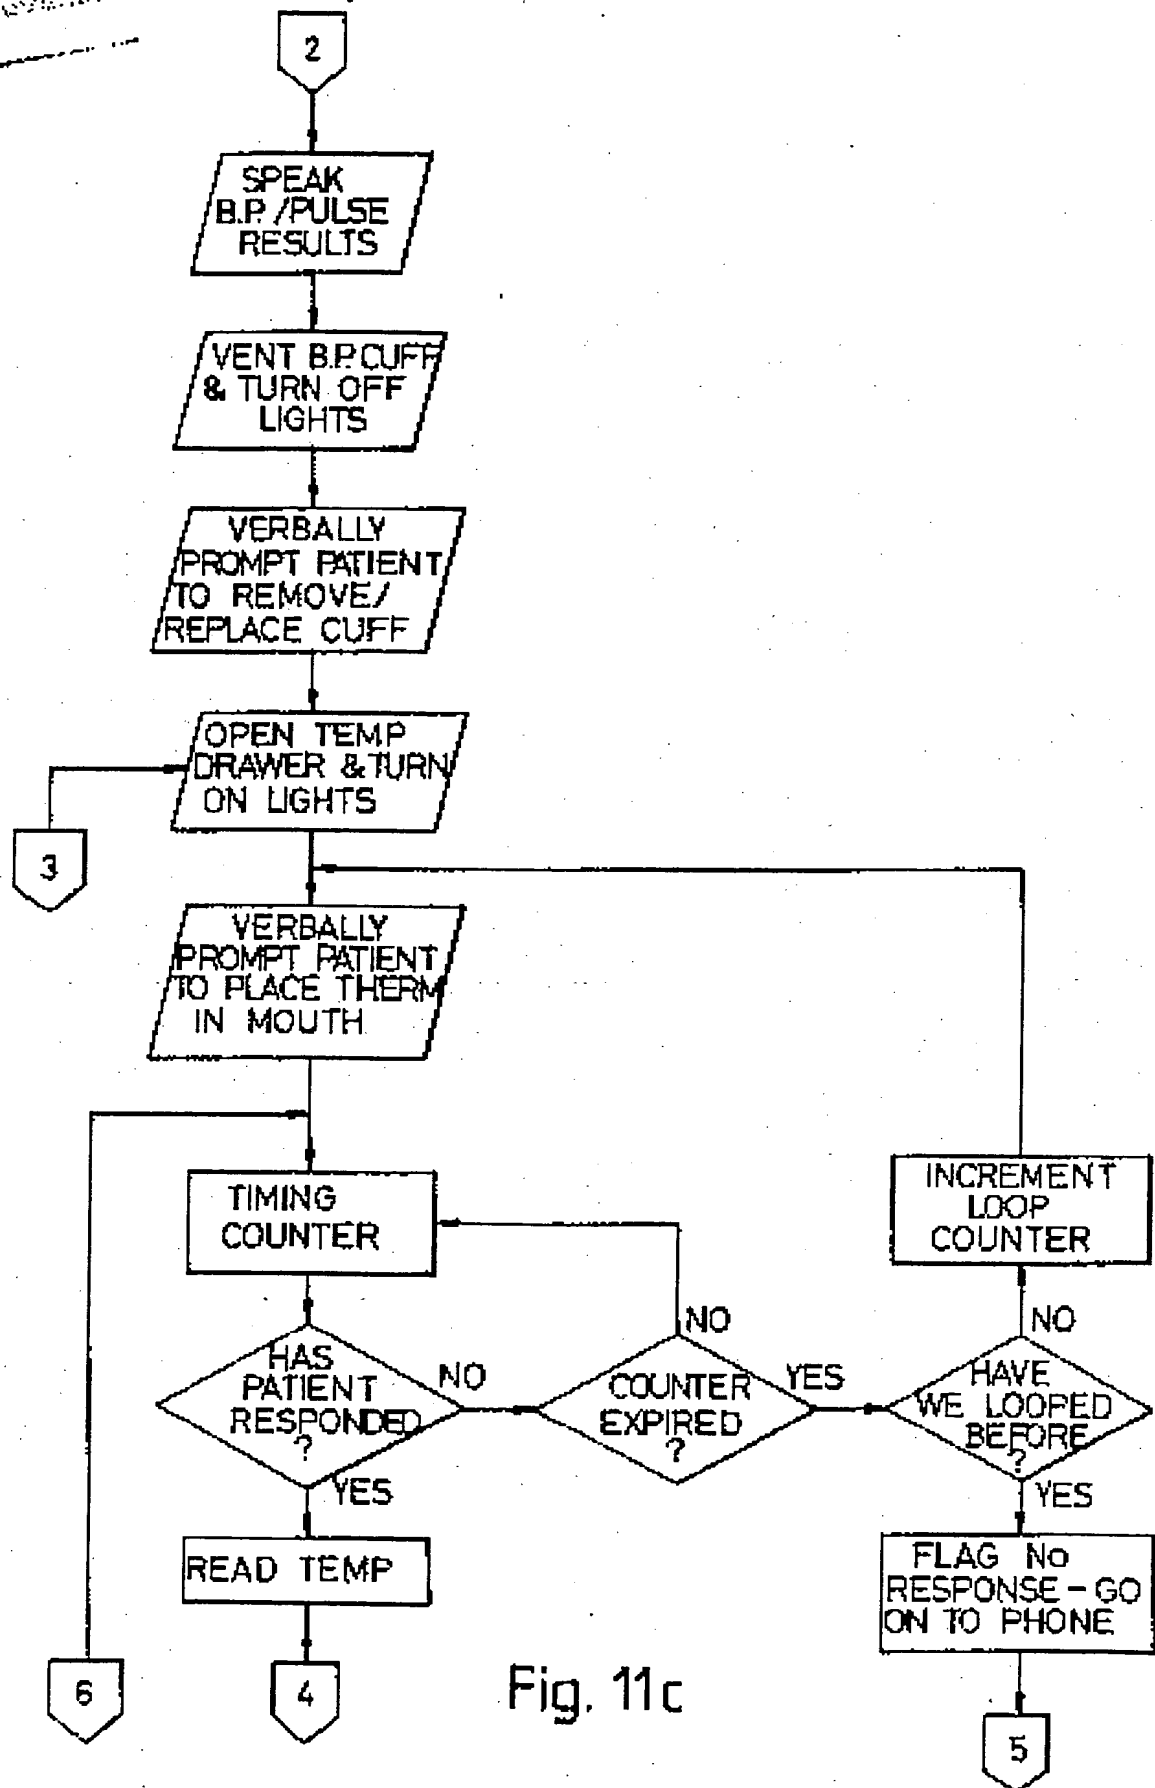 2
SPEAK
B.P./PULSE
RESULTS
VENT B.P. CUFF
& TURN OFF
LIGHTS
VERBALLY
PROMPT PATIENT
TO REMOVE/
REPLACE CUFF
OPEN TEMP
DRAWER & TURN
ON LIGHTS
3
VERBALLY
PROMPT PATIENT
TO PLACE THERM
IN MOUTH
TIMING
COUNTER
INCREMENT
LOOP
COUNTER
HAS
PATIENT
RESPONDED
?
NO
YES
COUNTER
EXPIRED
?
NO
YES
HAVE
WE LOOPED
BEFORE
?
NO
YES
READ TEMP
FLAG No
RESPONSE - GO
ON TO PHONE
6
4
5
Fig. 11c